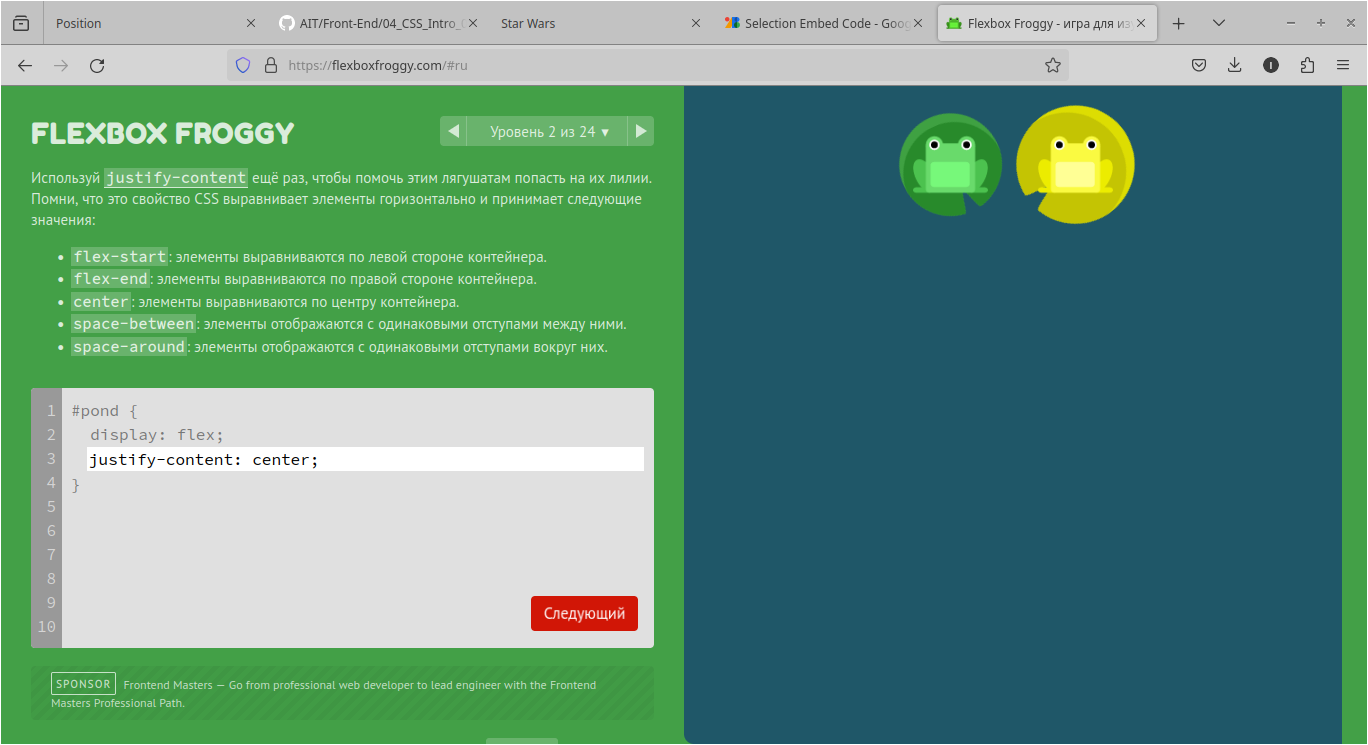 Position
AIT/Front-End/04_CSS_Intro_
Star Wars
Selection Embed Code - Goog
Flexbox Froggy - игра для из
https://flexboxfroggy.com/#ru
FLEXBOX FROGGY
Уровень 2 из 24 ▾
Используй justify-content ещё раз, чтобы помочь этим лягушатам попасть на их лилии.
Помни, что это свойство CSS выравнивает элементы горизонтально и принимает следующие
значения:
• flex-start: элементы выравниваются по левой стороне контейнера.
• flex-end: элементы выравниваются по правой стороне контейнера.
• center: элементы выравниваются по центру контейнера.
• space-between: элементы отображаются с одинаковыми отступами между ними.
• space-around: элементы отображаются с одинаковыми отступами вокруг них.
1 #pond {
2 display: flex;
3 justify-content: center;
4 }
5
6
7
8
9
10
Следующий
SPONSOR Frontend Masters — Go from professional web developer to lead engineer with the Frontend
Masters Professional Path.